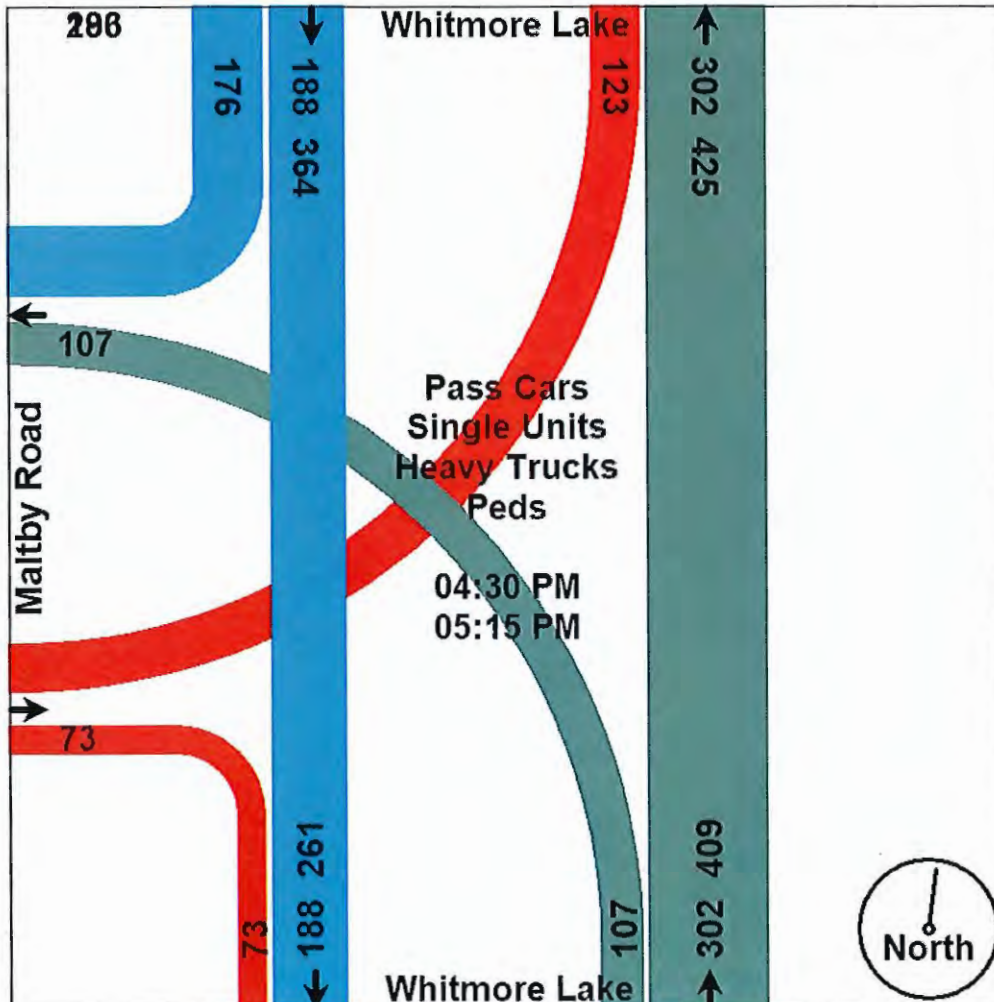 Whitmore Lake
176
188 364
123
302 425
107
Maltby Road
Pass Cars
Single Units
Heavy Trucks
Peds
04:30 PM
05:15 PM
73
73
188 261
107
302 409
North
Whitmore Lake